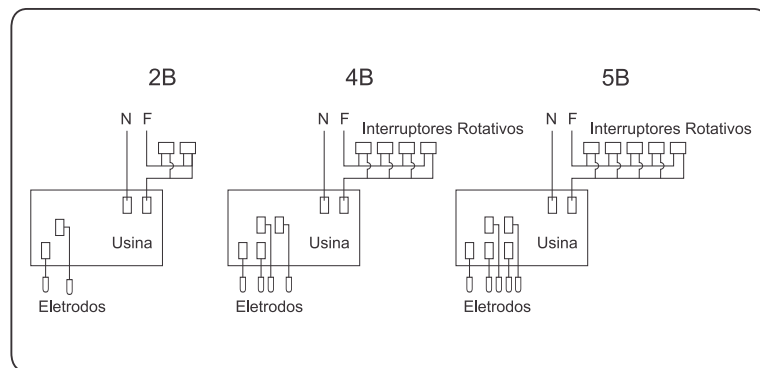 2B
N F
Usina
Eletrodos
4B
N F
Interruptores Rotativos
Usina
Eletrodos
5B
N F
Interruptores Rotativos
Usina
Eletrodos